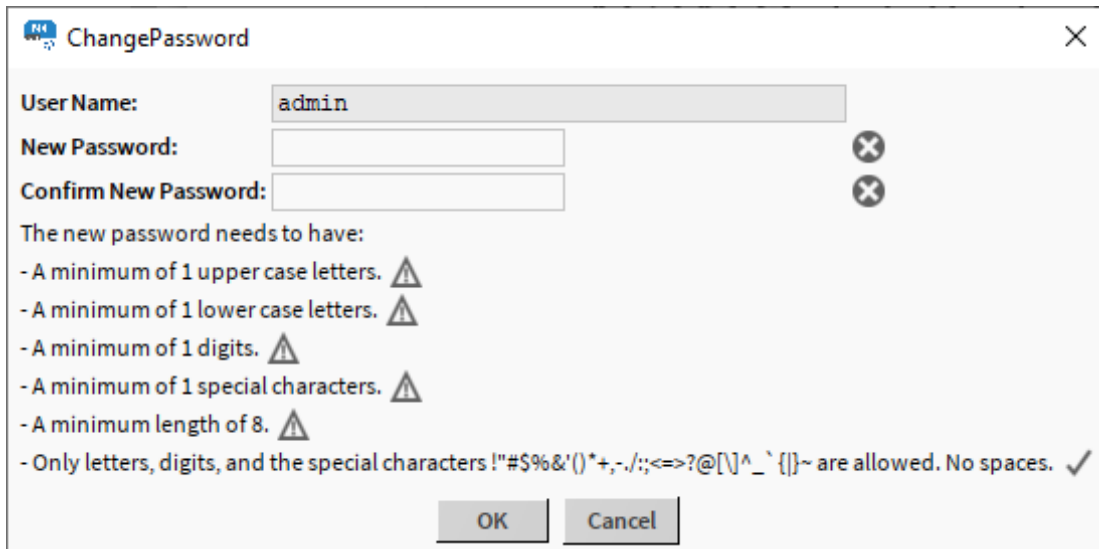 N4
ChangePassword
User Name: admin
New Password:
Confirm New Password:
The new password needs to have:
- A minimum of 1 upper case letters.
- A minimum of 1 lower case letters.
- A minimum of 1 digits.
- A minimum of 1 special characters.
- A minimum length of 8.
- Only letters, digits, and the special characters !"#$%&'()*+,-./:;<=>?@[\]^_`{|}~ are allowed. No spaces.
OK Cancel